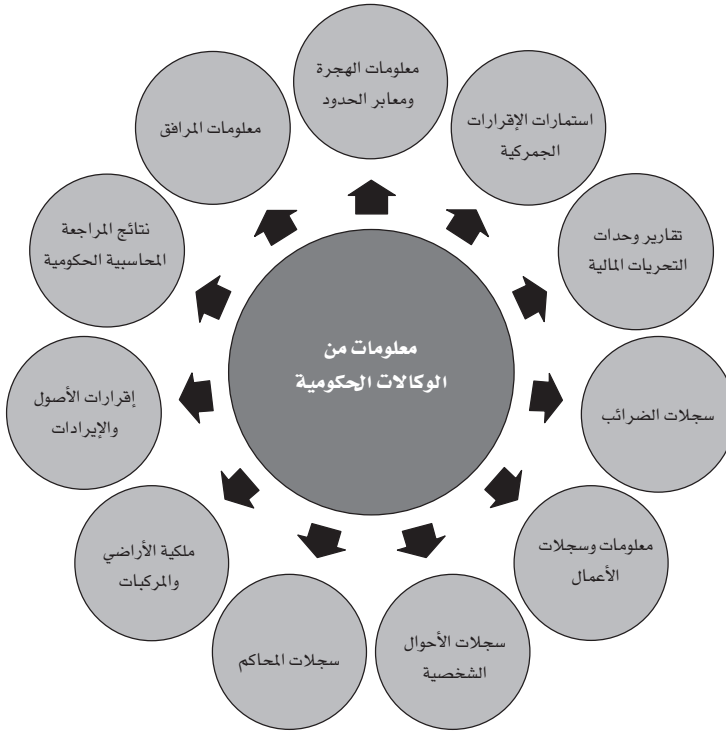 معلومات الهجرة
ومعابر الحدود
استمارات الإقرارات
الجمركية
تقارير وحدات
التحريات المالية
سجلات الضرائب
معلومات وسجلات
الأعمال
سجلات الأحوال
الشخصية
سجلات المحاكم
ملكية الأراضي
والمركبات
إقرارات الأصول
والإيرادات
نتائج المراجعة
المحاسبية الحكومية
معلومات المرافق
معلومات من
الوكالات الحكومية